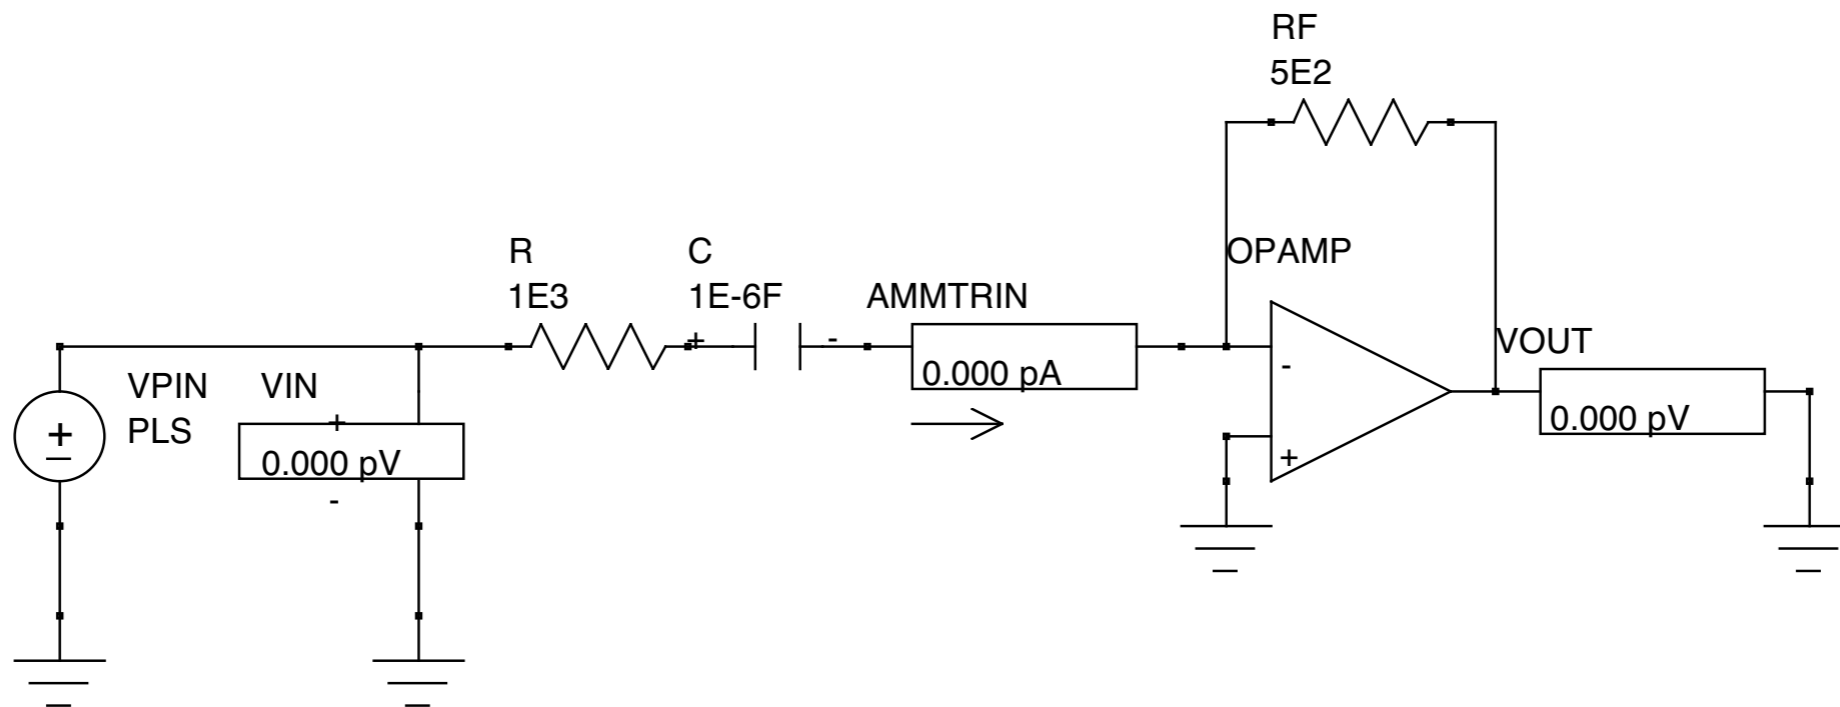 RF
5E2
R
1E3
C
1E-6F
AMMTRIN
OPAMP
+
-
0.000 pA
-
+
VOUT
0.000 pV
VPIN
PLS
+
VIN
+
0.000 pV
-